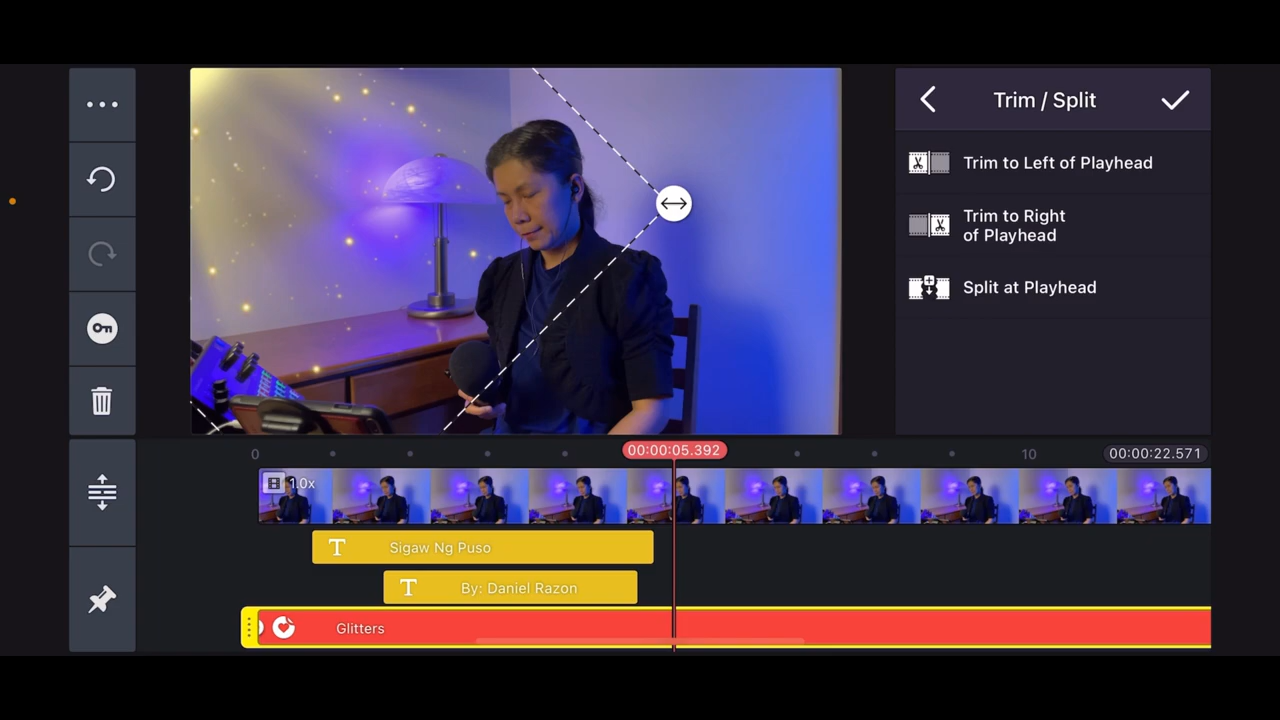 Trim / Split
Trim to Left of Playhead
Trim to Right
of Playhead
Split at Playhead
00:00:05.392
0
10
00:00:22.571
1.0x
T Sigaw Ng Puso
T By: Daniel Razon
Glitters